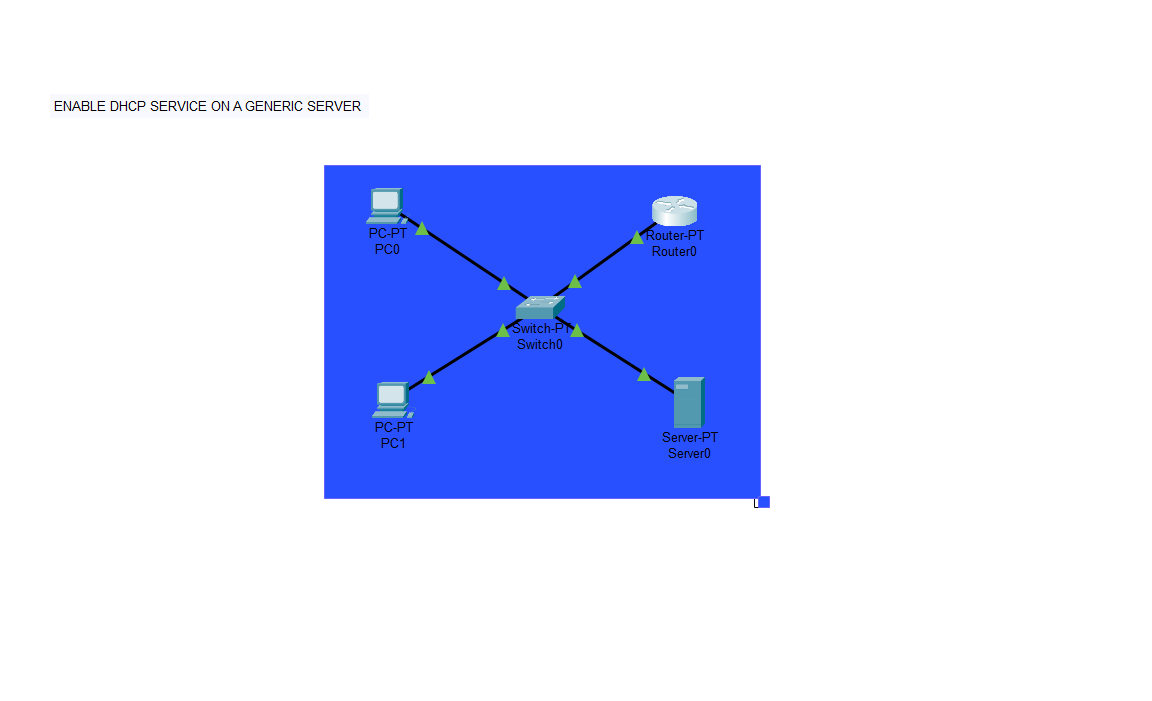 ENABLE DHCP SERVICE ON A GENERIC SERVER
PC-PT
PC0
Router-PT
Router0
Switch-PT
Switch0
PC-PT
PC1
Server-PT
Server0